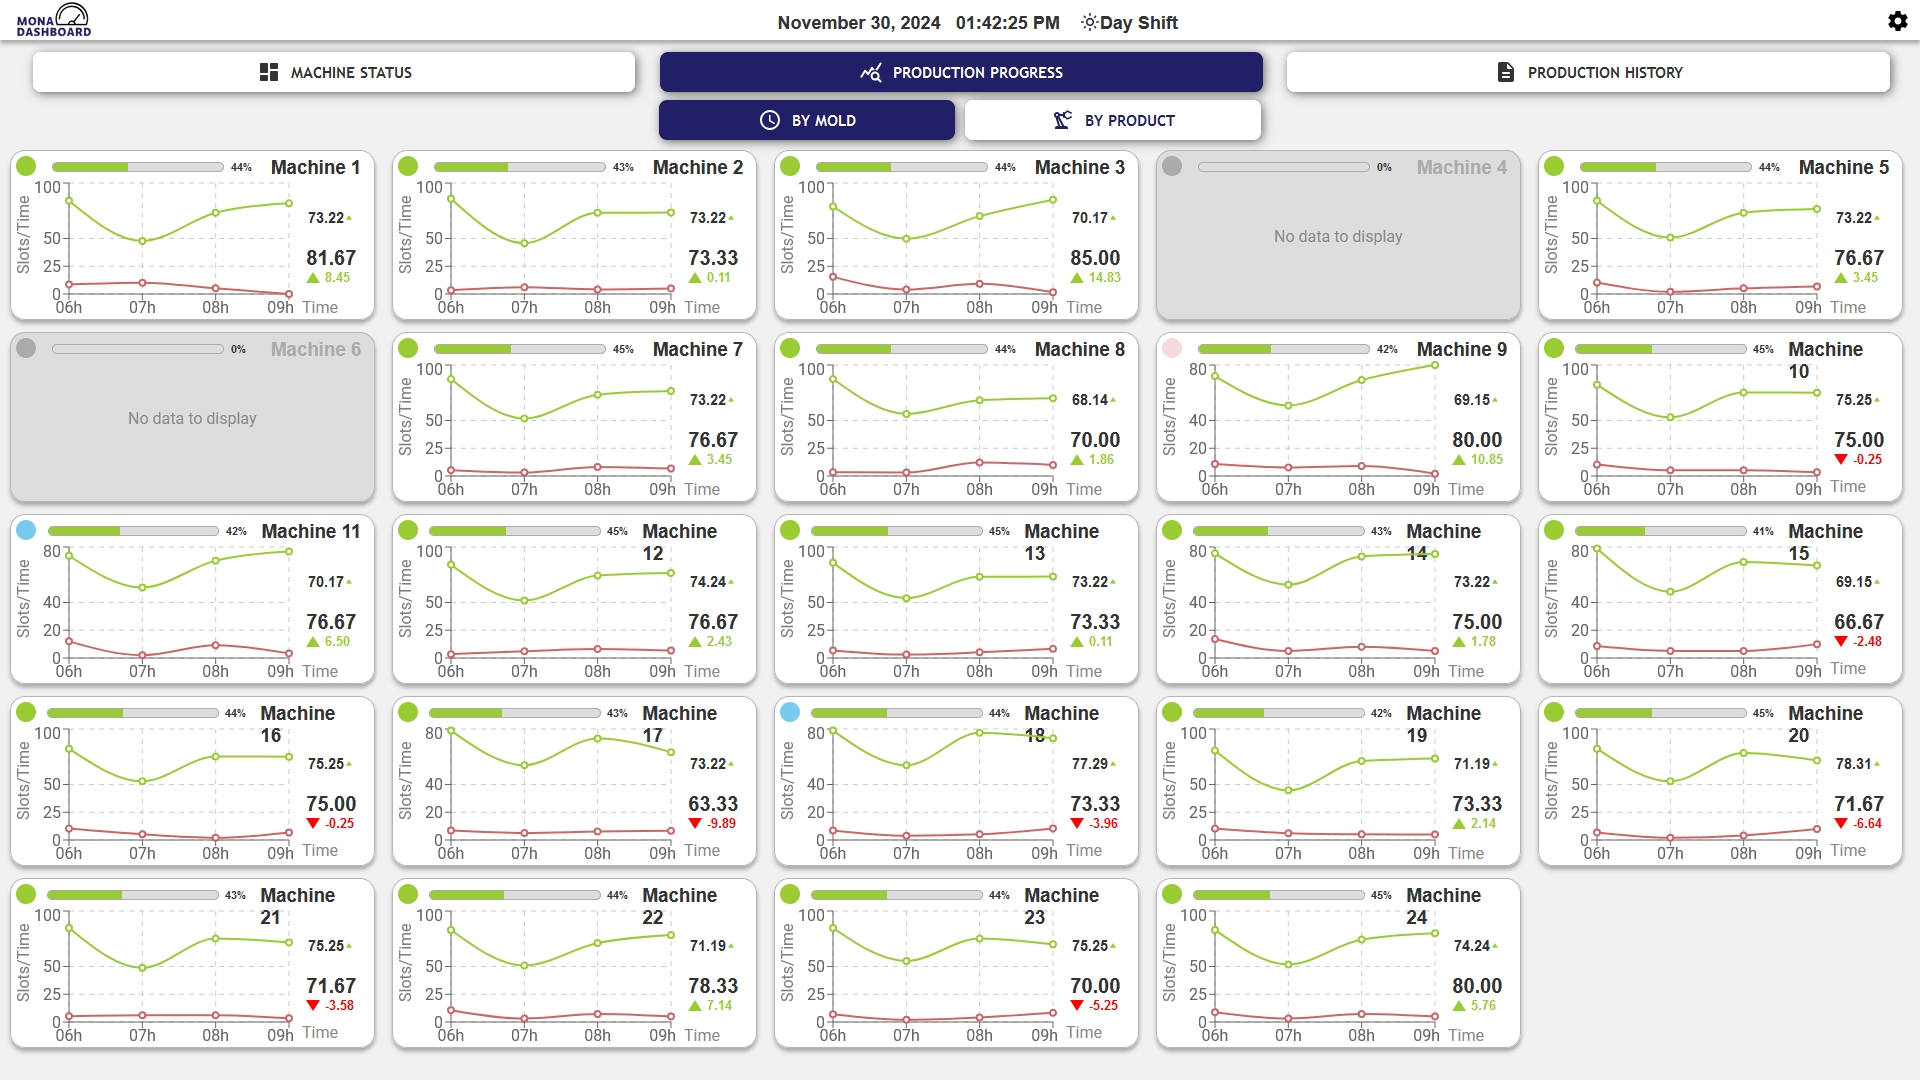 MONA
DASHBOARD
November 30, 2024 01:42:25 PM Day Shift
MACHINE STATUS
PRODUCTION PROGRESS
PRODUCTION HISTORY
BY MOLD
BY PRODUCT
44% Machine 1
Slots/Time
100
50
25
0
06h 07h 08h 09h Time
73.22
81.67
8.45
43% Machine 2
Slots/Time
100
50
25
0
06h 07h 08h 09h Time
73.22
73.33
0.11
44% Machine 3
Slots/Time
100
50
25
0
06h 07h 08h 09h Time
70.17
85.00
14.83
0% Machine 4
No data to display
44% Machine 5
Slots/Time
100
50
25
0
06h 07h 08h 09h Time
73.22
76.67
3.45
0% Machine 6
No data to display
45% Machine 7
Slots/Time
100
50
25
0
06h 07h 08h 09h Time
73.22
76.67
3.45
44% Machine 8
Slots/Time
100
50
25
0
06h 07h 08h 09h Time
68.14
70.00
1.86
42% Machine 9
Slots/Time
80
40
20
0
06h 07h 08h 09h Time
69.15
80.00
10.85
45% Machine
10
Slots/Time
100
50
25
0
06h 07h 08h 09h Time
75.25
75.00
-0.25
42% Machine 11
Slots/Time
80
40
20
0
06h 07h 08h 09h Time
70.17
76.67
6.50
45% Machine
12
Slots/Time
100
50
25
0
06h 07h 08h 09h Time
74.24
76.67
2.43
45% Machine
13
Slots/Time
100
50
25
0
06h 07h 08h 09h Time
73.22
73.33
0.11
43% Machine
14
Slots/Time
80
40
20
0
06h 07h 08h 09h Time
73.22
75.00
1.78
41% Machine
15
Slots/Time
80
40
20
0
06h 07h 08h 09h Time
69.15
66.67
-2.48
44% Machine
16
Slots/Time
100
50
25
0
06h 07h 08h 09h Time
75.25
75.00
-0.25
43% Machine
17
Slots/Time
80
40
20
0
06h 07h 08h 09h Time
73.22
63.33
-9.89
44% Machine
18
Slots/Time
80
40
20
0
06h 07h 08h 09h Time
77.29
73.33
-3.96
42% Machine
19
Slots/Time
100
50
25
0
06h 07h 08h 09h Time
71.19
73.33
2.14
45% Machine
20
Slots/Time
100
50
25
0
06h 07h 08h 09h Time
78.31
71.67
-6.64
43% Machine
21
Slots/Time
100
50
25
0
06h 07h 08h 09h Time
75.25
71.67
-3.58
44% Machine
22
Slots/Time
100
50
25
0
06h 07h 08h 09h Time
71.19
78.33
7.14
44% Machine
23
Slots/Time
100
50
25
0
06h 07h 08h 09h Time
75.25
70.00
-5.25
45% Machine
24
Slots/Time
100
50
25
0
06h 07h 08h 09h Time
74.24
80.00
5.76